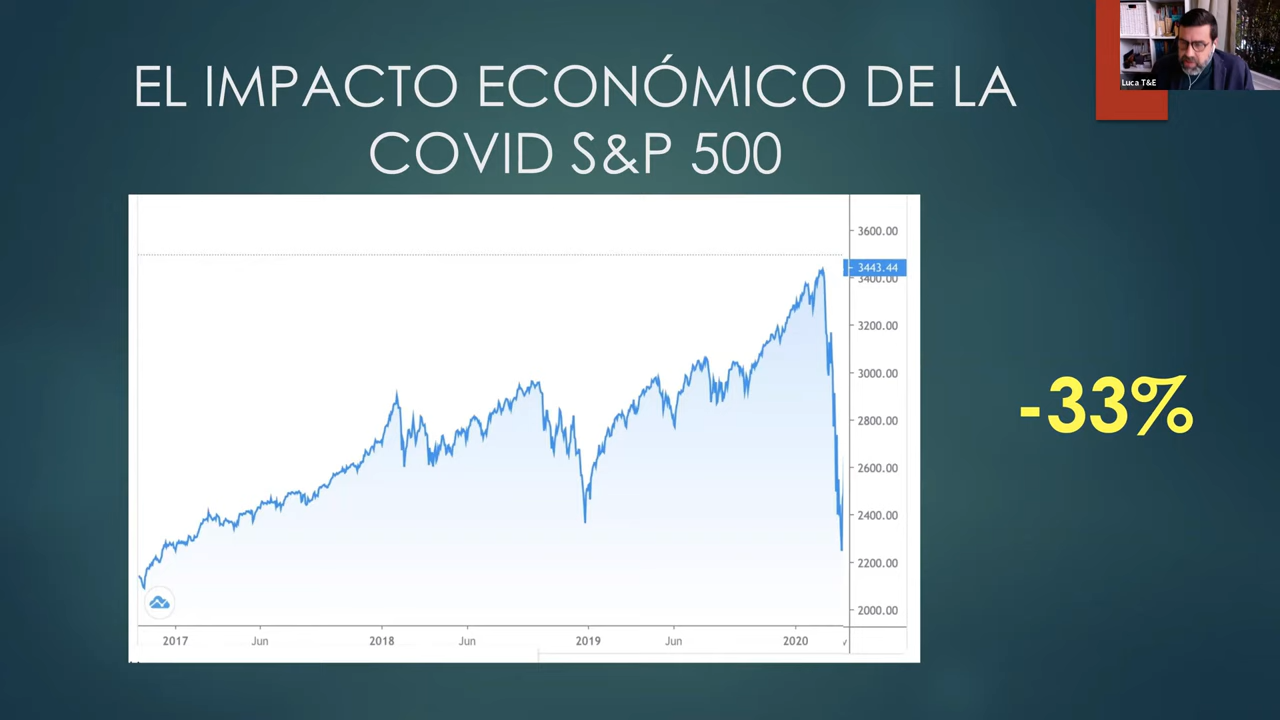 EL IMPACTO ECONÓMICO DE LA
COVID S&P 500
Luca T&E
3600.00
3443.44
3400.00
3200.00
3000.00
2800.00
2600.00
2400.00
2200.00
2000.00
2017
Jun
2018
Jun
2019
Jun
2020
-33%